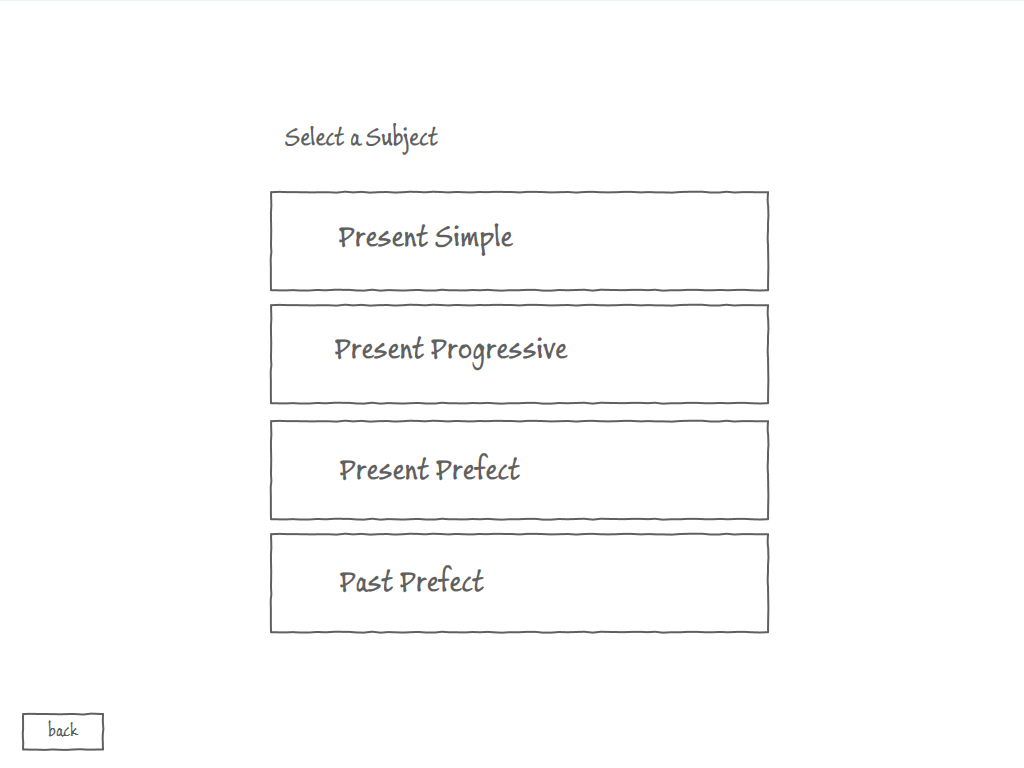 Select a Subject
Present Simple
Present Progressive
Present Prefect
Past Prefect
back